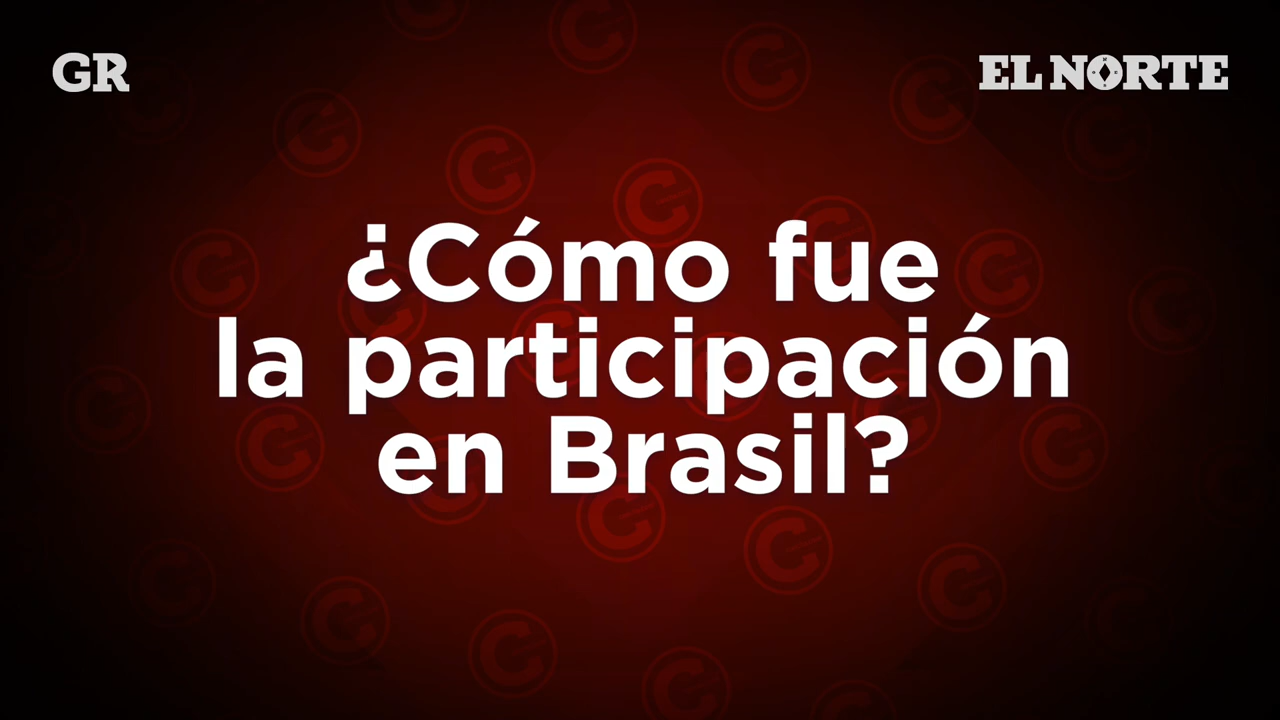 GR
EL NORTE
¿Cómo fue
la participación
en Brasil?